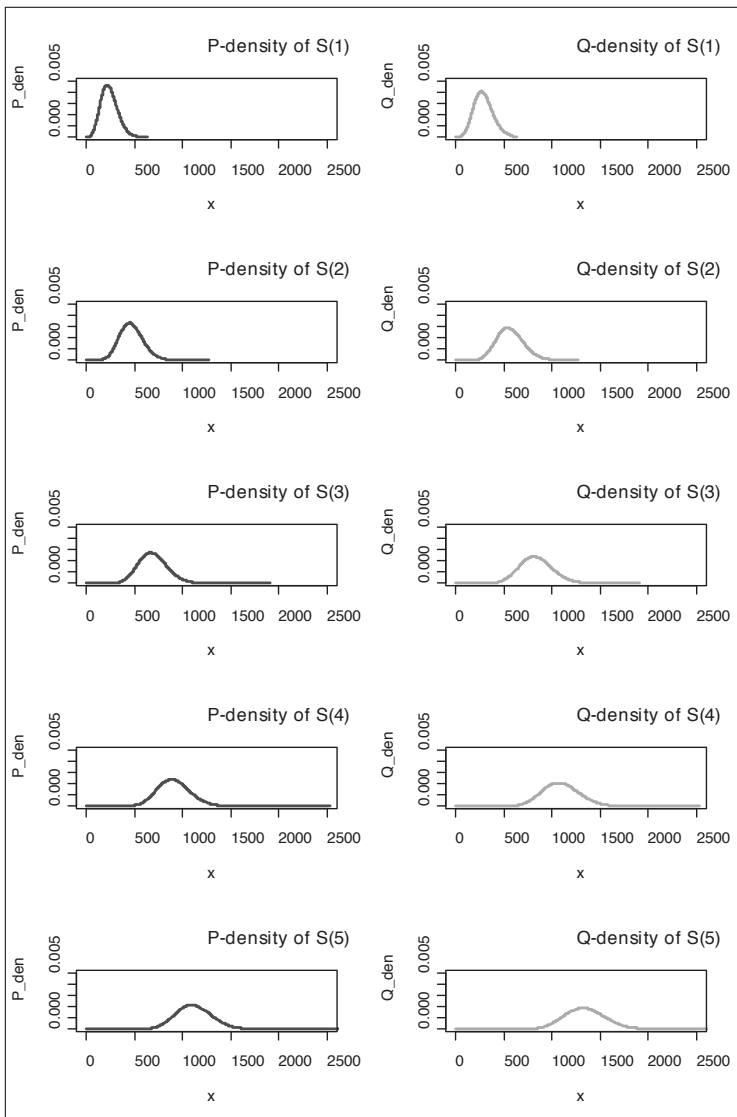 P-density of S(1)
P_den
0.000 0.005
0 500 1000 1500 2000 2500
x
Q-density of S(1)
Q_den
0.000 0.005
0 500 1000 1500 2000 2500
x
P-density of S(2)
P_den
0.000 0.005
0 500 1000 1500 2000 2500
x
Q-density of S(2)
Q_den
0.000 0.005
0 500 1000 1500 2000 2500
x
P-density of S(3)
P_den
0.000 0.005
0 500 1000 1500 2000 2500
x
Q-density of S(3)
Q_den
0.000 0.005
0 500 1000 1500 2000 2500
x
P-density of S(4)
P_den
0.000 0.005
0 500 1000 1500 2000 2500
x
Q-density of S(4)
Q_den
0.000 0.005
0 500 1000 1500 2000 2500
x
P-density of S(5)
P_den
0.000 0.005
0 500 1000 1500 2000 2500
x
Q-density of S(5)
Q_den
0.000 0.005
0 500 1000 1500 2000 2500
x